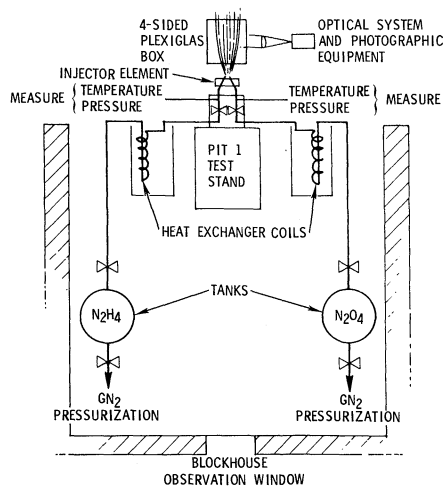 4-SIDED
PLEXIGLAS
BOX
OPTICAL SYSTEM
AND PHOTOGRAPHIC
EQUIPMENT
INJECTOR ELEMENT
MEASURE { TEMPERATURE
PRESSURE
TEMPERATURE } MEASURE
PRESSURE
PIT 1
TEST
STAND
HEAT EXCHANGER COILS
TANKS
N2H4
N2O4
GN2
PRESSURIZATION
GN2
PRESSURIZATION
BLOCKHOUSE
OBSERVATION WINDOW